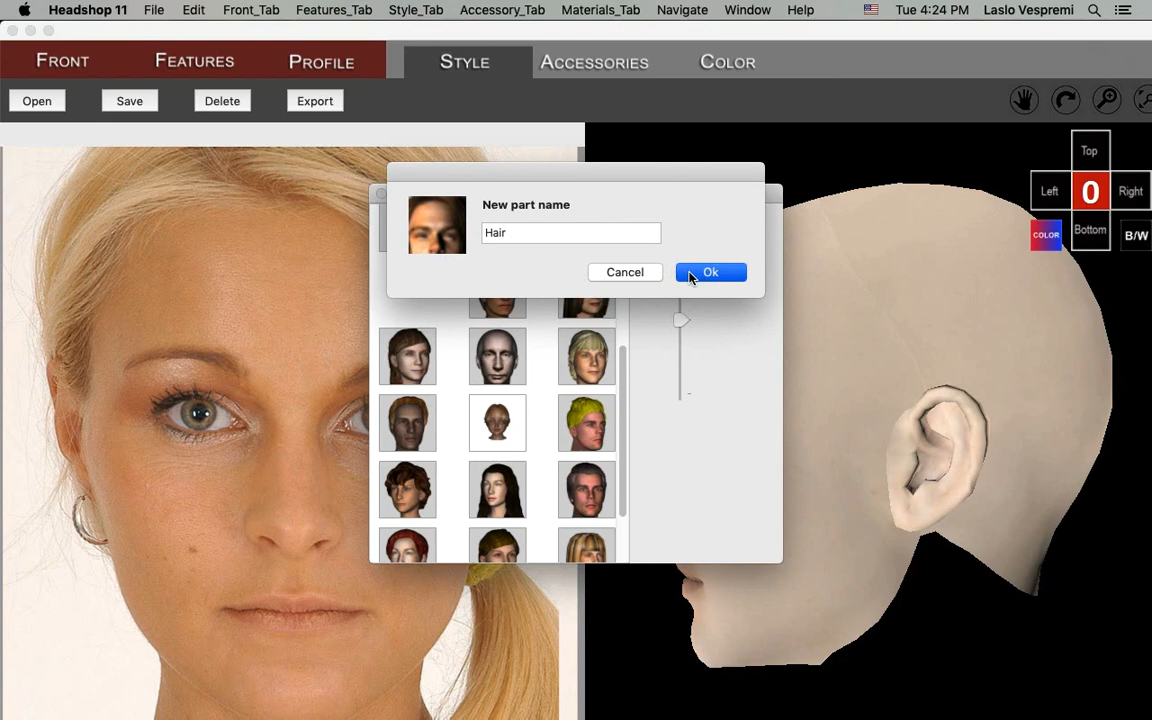 Headshop 11 File Edit Front_Tab Features_Tab Style_Tab Accessory_Tab Materials_Tab Navigate Window Help Tue 4:24 PM Laslo Vespremi
FRONT FEATURES PROFILE STYLE ACCESSORIES COLOR
Open Save Delete Export
Top
Left 0 Right
COLOR Bottom B/W
New part name
Hair
Cancel Ok
-